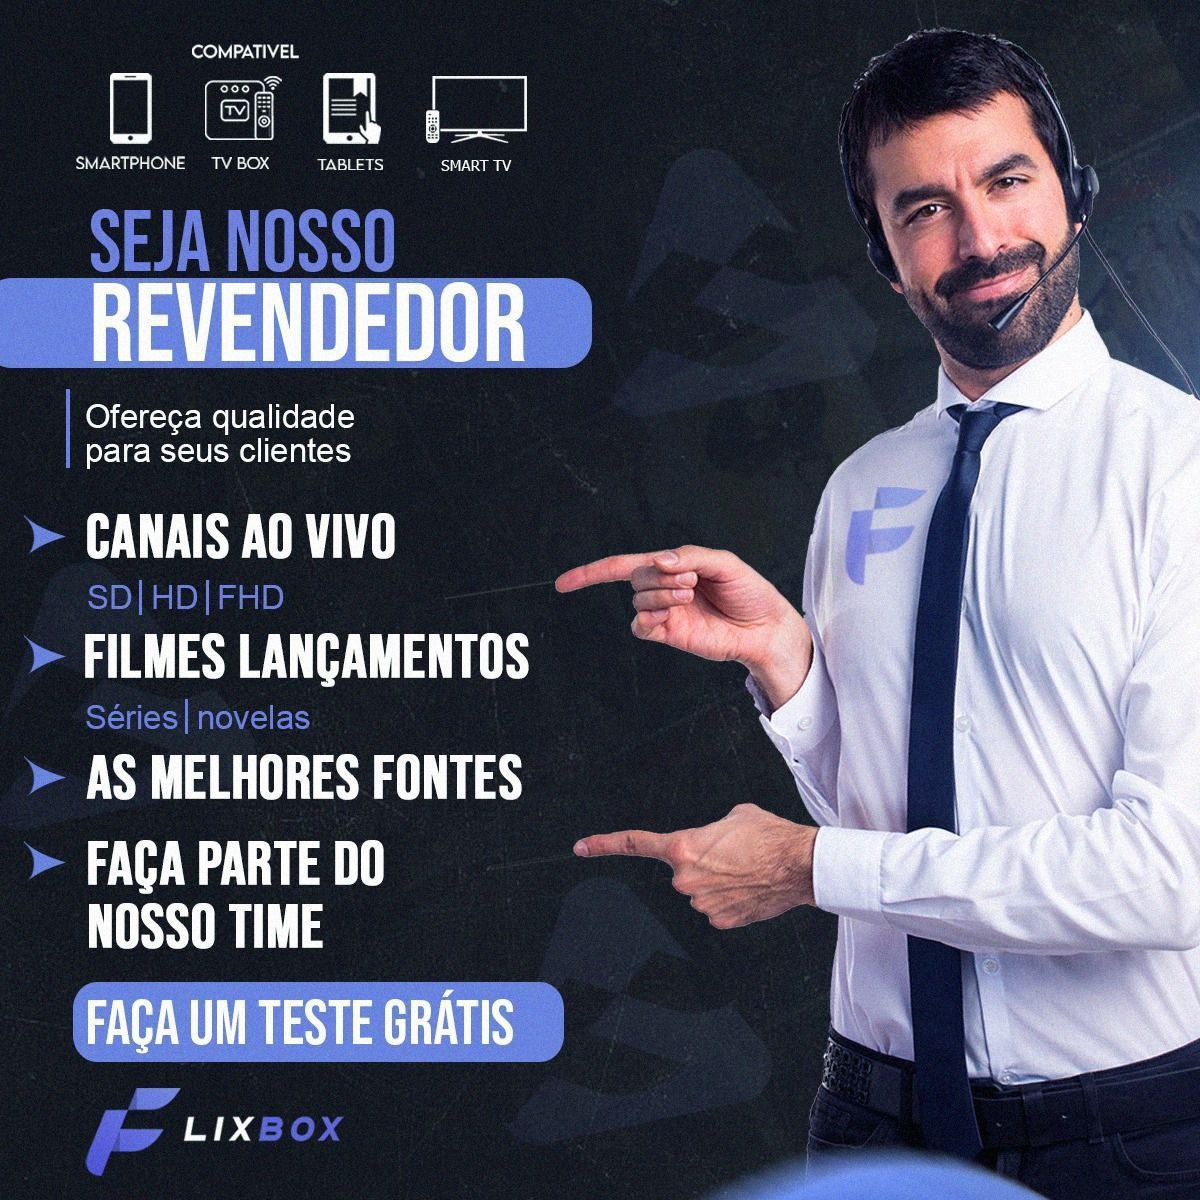 COMPATIVEL
SMARTPHONE
TV
TV BOX
TABLETS
SMART TV
SEJA NOSSO
REVENDEDOR
Ofereça qualidade
para seus clientes
CANAIS AO VIVO
SD|HD|FHD
FILMES LANÇAMENTOS
Séries|novelas
AS MELHORES FONTES
FAÇA PARTE DO
NOSSO TIME
FAÇA UM TESTE GRÁTIS
FLIXBOX
F